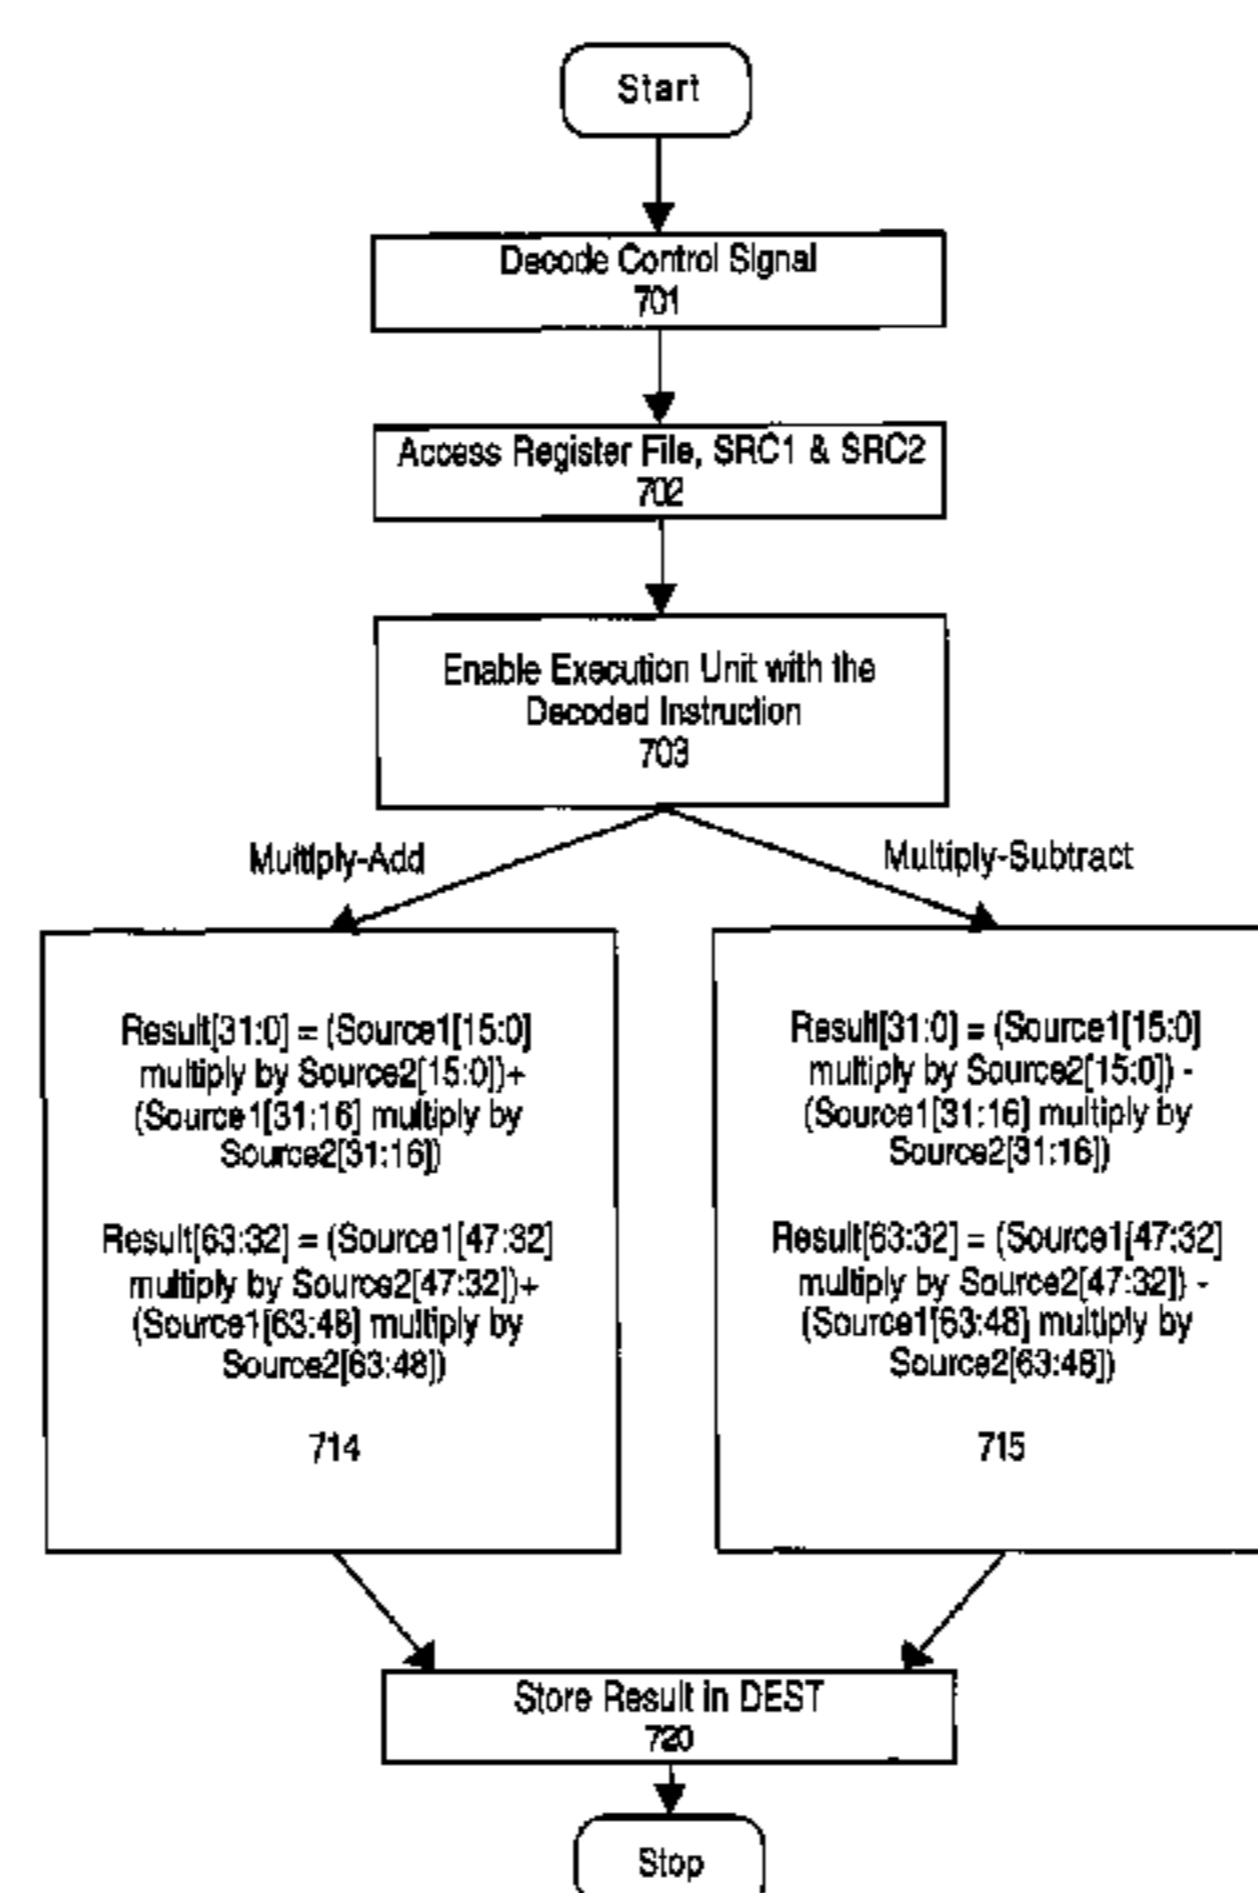 Start
Decode Control Signal
701
Access Register File, SRC1 & SRC2
702
Enable Execution Unit with the
Decoded Instruction
703
Multiply-Add
Multiply-Subtract
Result[31:0] = (Source1[15:0]
multiply by Source2[15:0])+
(Source1[31:16] multiply by
Source2[31:16])
Result[63:32] = (Source1[47:32]
multiply by Source2[47:32])+
(Source1[63:48] multiply by
Source2[63:48])
714
Result[31:0] = (Source1[15:0]
multiply by Source2[15:0]) -
(Source1[31:16] multiply by
Source2[31:16])
Result[63:32] = (Source1[47:32]
multiply by Source2[47:32]) -
(Source1[63:48] multiply by
Source2[63:48])
715
Store Result in DEST
720
Stop